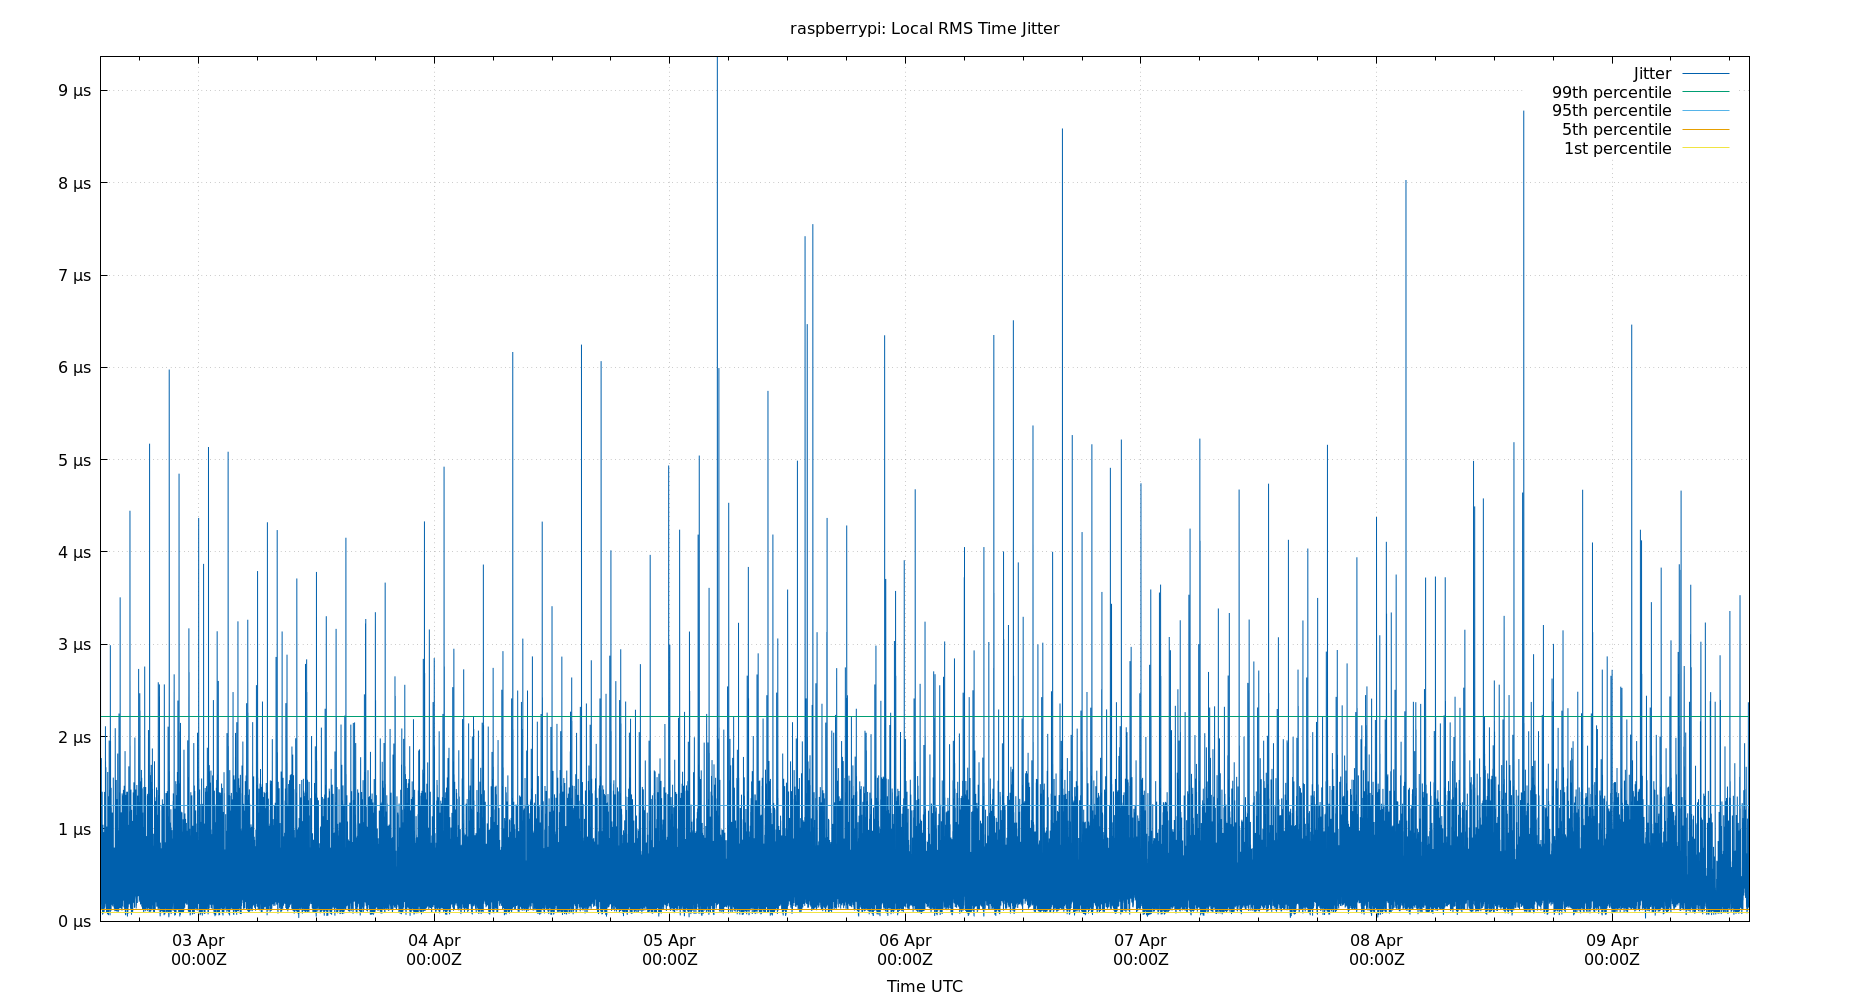 raspberrypi: Local RMS Time Jitter
Jitter
99th percentile
95th percentile
5th percentile
1st percentile
9 µs
8 µs
7 µs
6 µs
5 µs
4 µs
3 µs
2 µs
1 µs
0 µs
03 Apr 04 Apr 05 Apr 06 Apr 07 Apr 08 Apr 09 Apr
00:00Z 00:00Z 00:00Z 00:00Z 00:00Z 00:00Z 00:00Z
Time UTC